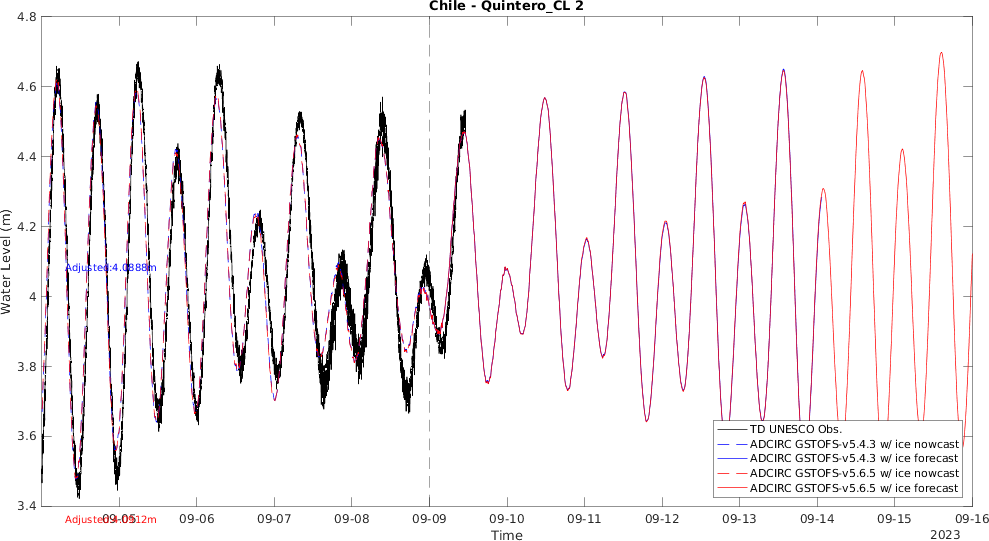 Chile - Quintero_CL 2
4.8
4.6
4.4
4.2
4
3.8
3.6
3.4
Water Level (m)
Adjusted:4.0888m
TD UNESCO Obs.
ADCIRC GSTOFS-v5.4.3 w/ ice nowcast
ADCIRC GSTOFS-v5.4.3 w/ ice forecast
ADCIRC GSTOFS-v5.6.5 w/ ice nowcast
ADCIRC GSTOFS-v5.6.5 w/ ice forecast
09-05 09-06 09-07 09-08 09-09 09-10 09-11 09-12 09-13 09-14 09-15 09-16
Time
2023